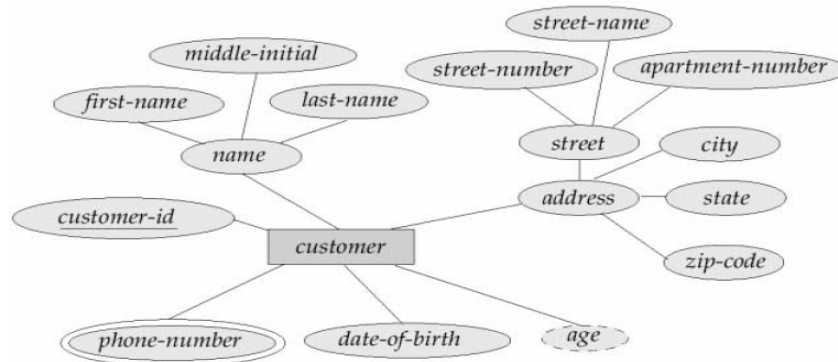 street-name
middle-initial
street-number
apartment-number
first-name
last-name
name
street
city
customer-id
address
state
customer
zip-code
phone-number
date-of-birth
age